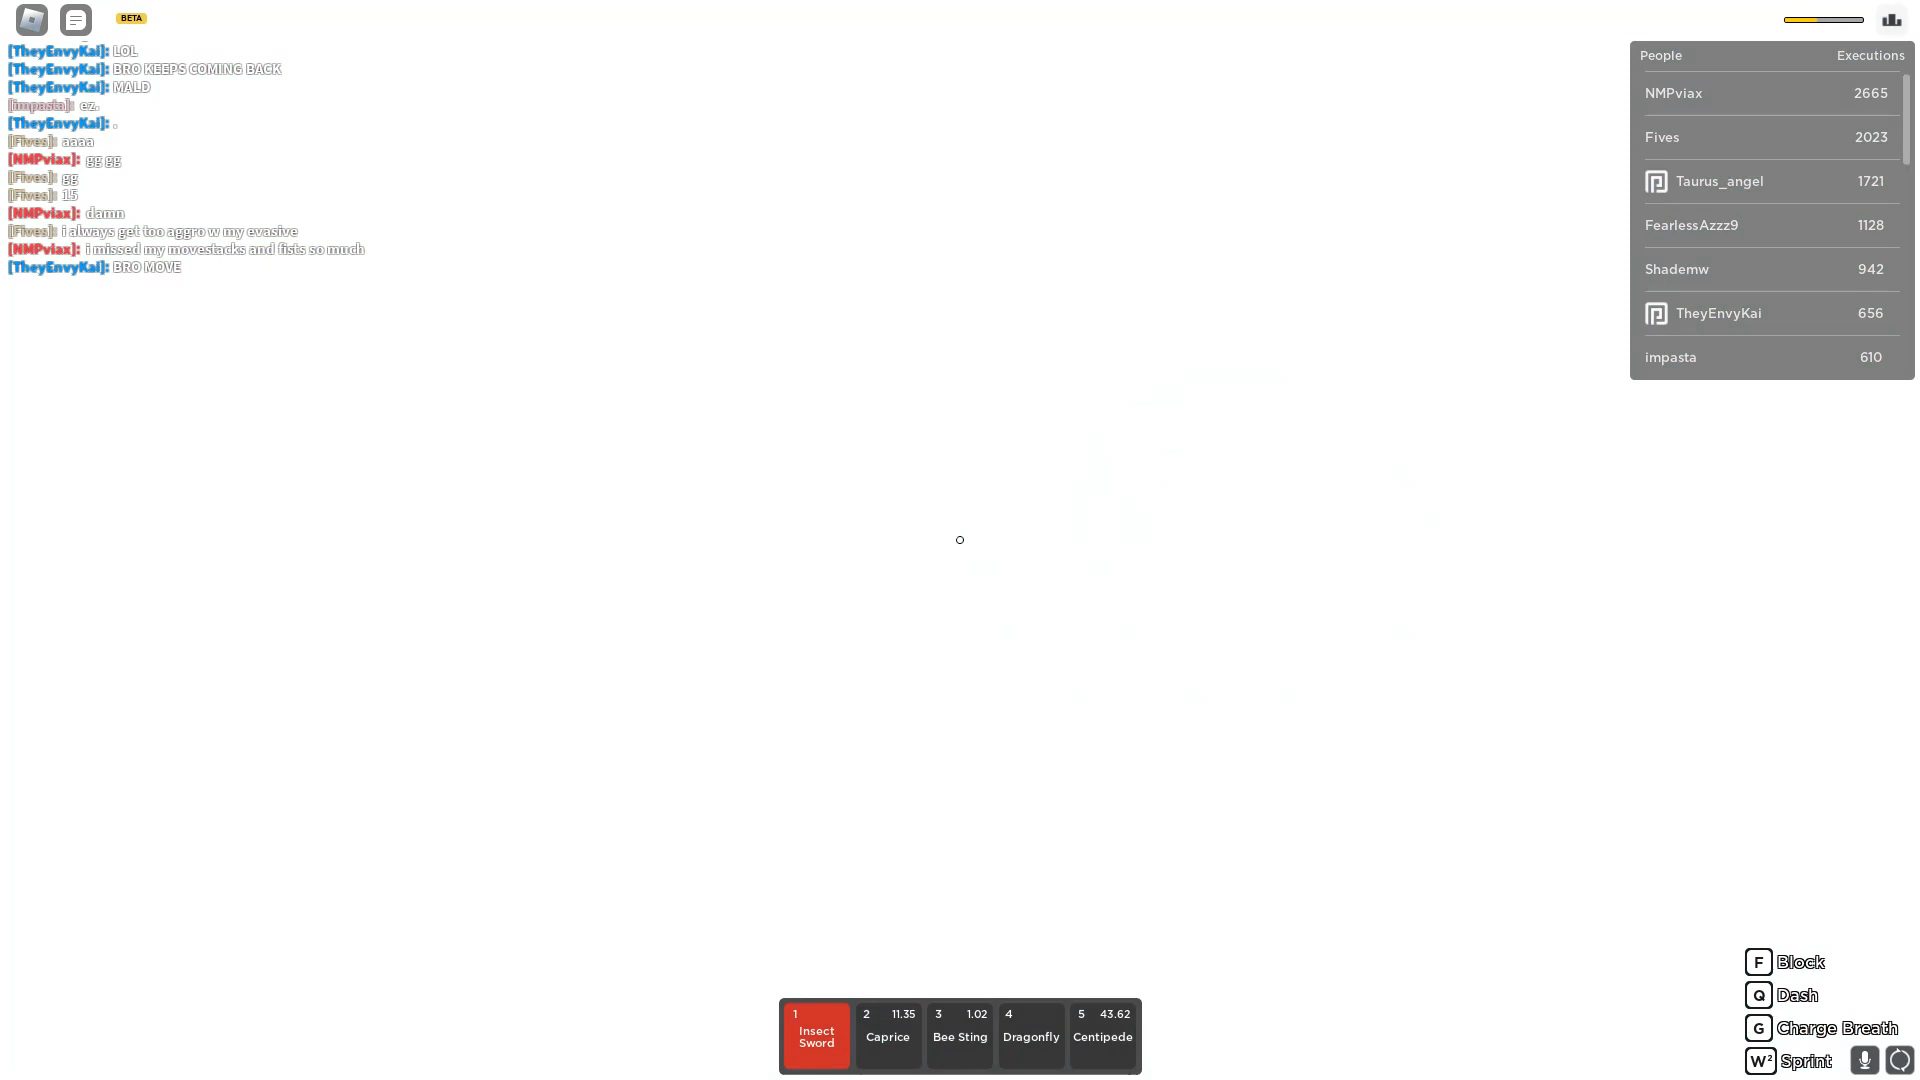 BETA
[TheyEnvyKai]: LOL
[TheyEnvyKai]: BRO KEEPS COMING BACK
[TheyEnvyKai]: MALD
[impasta]: ez.
[TheyEnvyKai]: .
[Fives]: aaaa
[NMPviax]: gg gg
[Fives]: gg
[Fives]: 15
[NMPviax]: damn
[Fives]: i always get too aggro w my evasive
[NMPviax]: i missed my movestacks and fists so much
[TheyEnvyKai]: BRO MOVE
People Executions
NMPviax 2665
Fives 2023
Taurus_angel 1721
FearlessAzzz9 1128
Shademw 942
TheyEnvyKai 656
impasta 610
F Block
Q Dash
G Charge Breath
W² Sprint
1 Insect
Sword
2 11.35
Caprice
3 1.02
Bee Sting
4
Dragonfly
5 43.62
Centipede